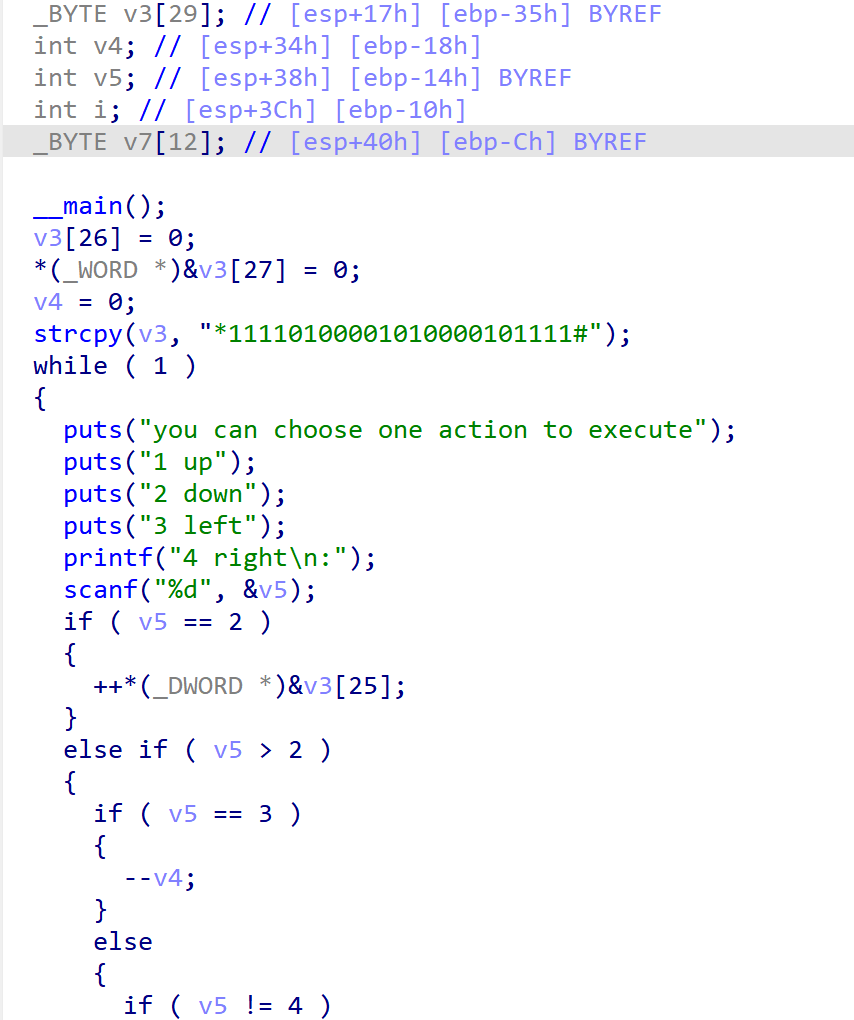 _BYTE v3[29]; // [esp+17h] [ebp-35h] BYREF
int v4; // [esp+34h] [ebp-18h]
int v5; // [esp+38h] [ebp-14h] BYREF
int i; // [esp+3Ch] [ebp-10h]
_BYTE v7[12]; // [esp+40h] [ebp-Ch] BYREF
__main();
v3[26] = 0;
*(_WORD *)&v3[27] = 0;
v4 = 0;
strcpy(v3, "*11110100001010000101111#");
while ( 1 )
{
puts("you can choose one action to execute");
puts("1 up");
puts("2 down");
puts("3 left");
printf("4 right\n:");
scanf("%d", &v5);
if ( v5 == 2 )
{
++*(_DWORD *)&v3[25];
}
else if ( v5 > 2 )
{
if ( v5 == 3 )
{
--v4;
}
else
{
if ( v5 != 4 )